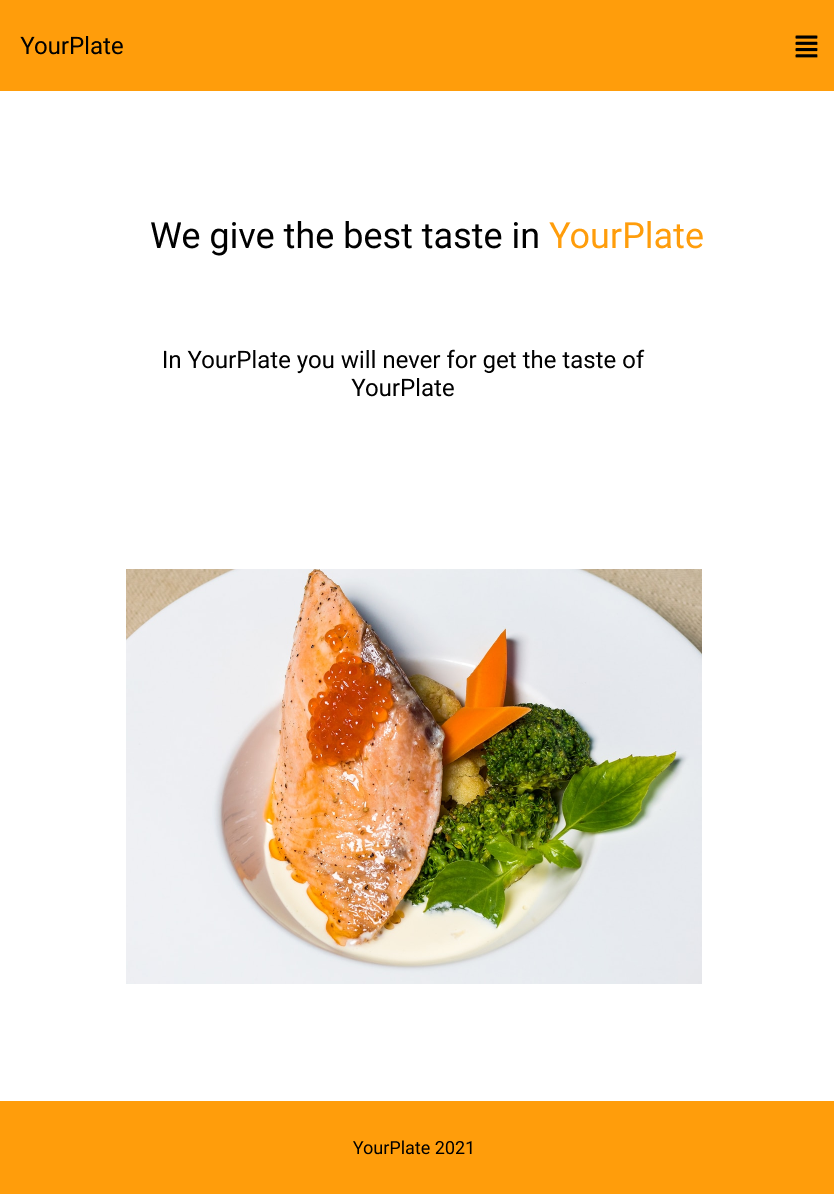 YourPlate
We give the best taste in YourPlate
In YourPlate you will never for get the taste of
YourPlate
YourPlate 2021